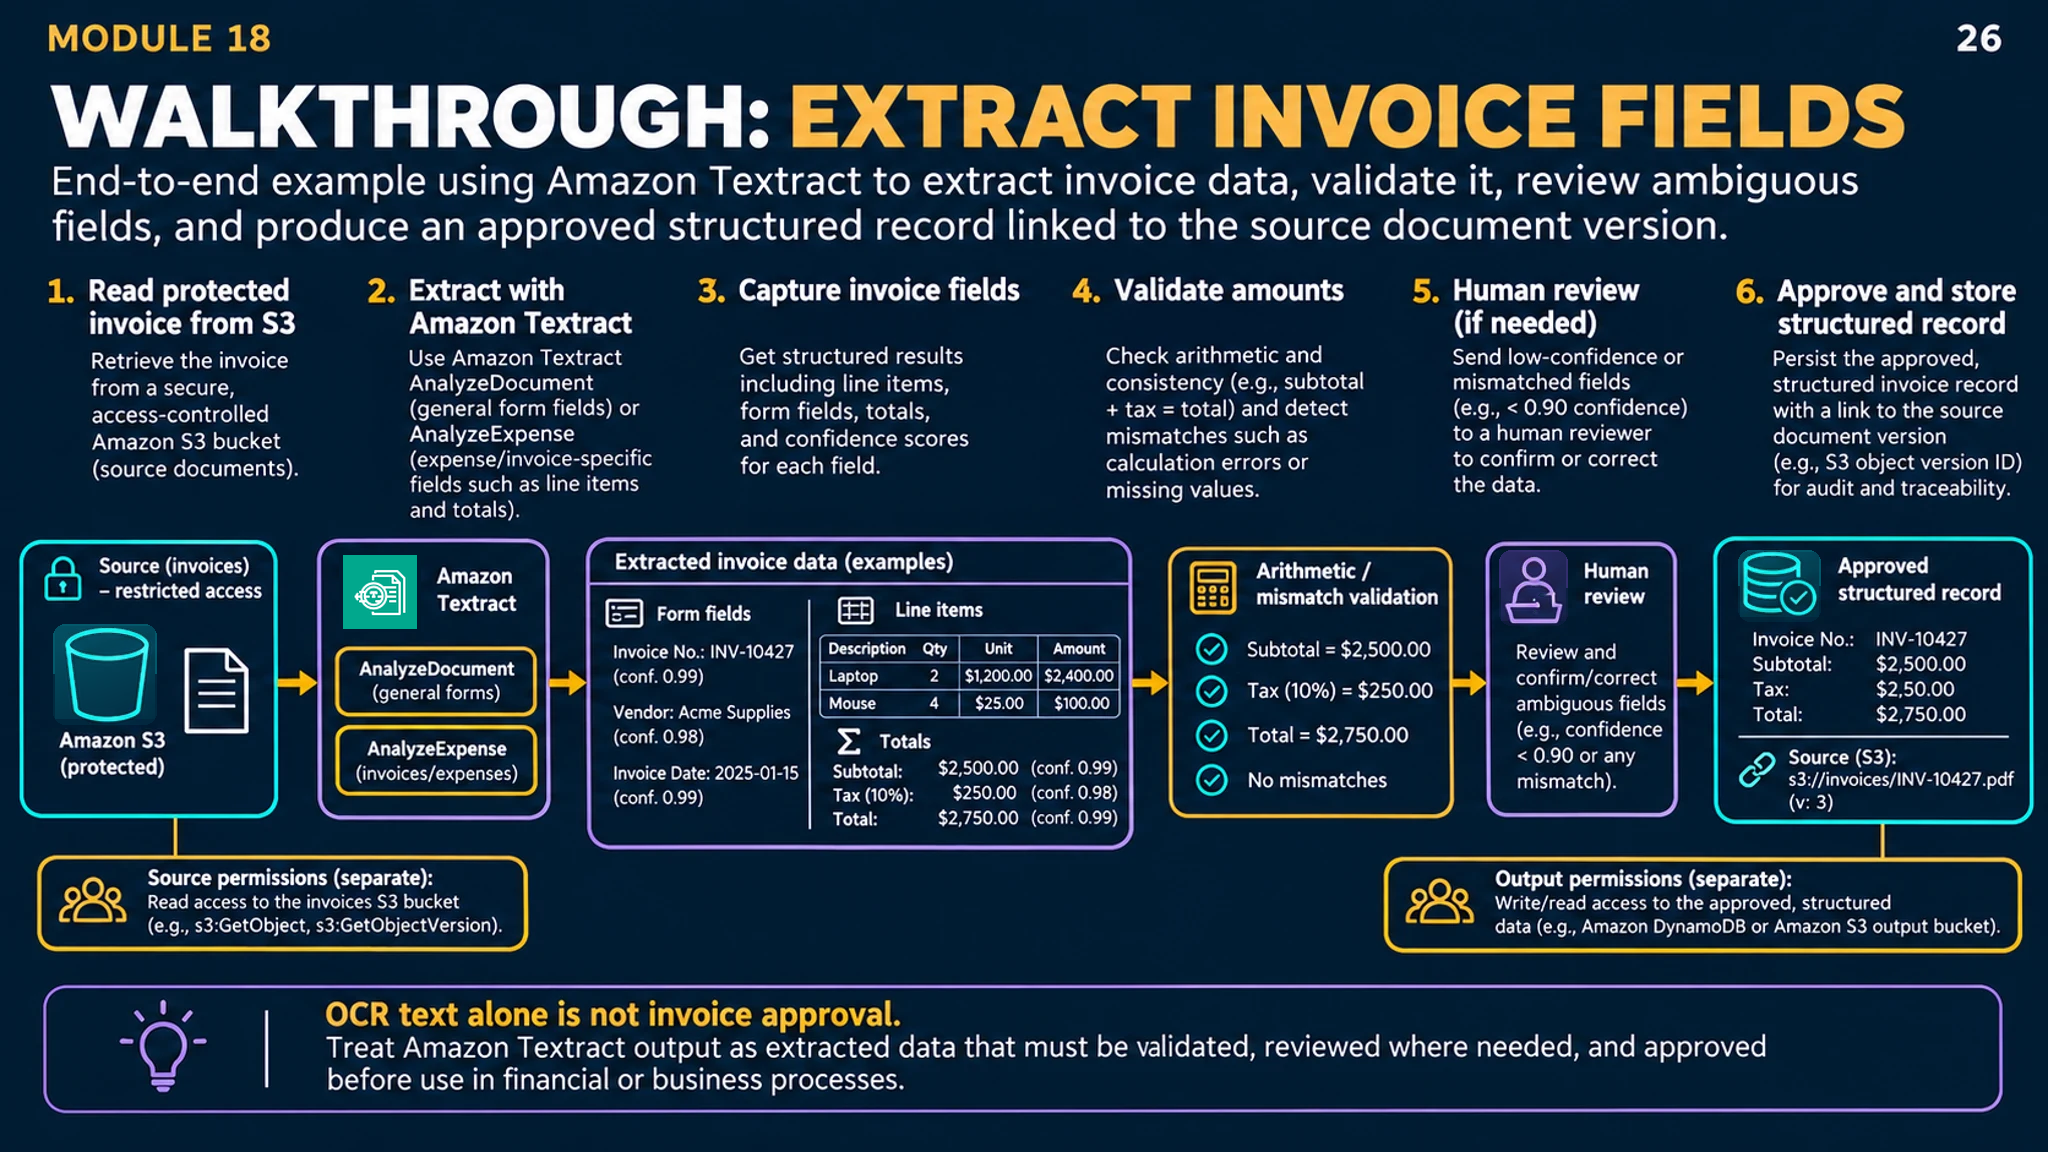 MODULE 18
26
WALKTHROUGH: EXTRACT INVOICE FIELDS
End-to-end example using Amazon Textract to extract invoice data, validate it, review ambiguous
fields, and produce an approved structured record linked to the source document version.
1. Read protected
invoice from S3
Retrieve the invoice
from a secure,
access-controlled
Amazon S3 bucket
(source documents).
2. Extract with
Amazon Textract
Use Amazon Textract
AnalyzeDocument
(general form fields) or
AnalyzeExpense
(expense/invoice-specific
fields such as line items
and totals).
3. Capture invoice fields
Get structured results
including line items,
form fields, totals,
and confidence scores
for each field.
4. Validate amounts
Check arithmetic and
consistency (e.g., subtotal
+ tax = total) and detect
mismatches such as
calculation errors or
missing values.
5. Human review
(if needed)
Send low-confidence or
mismatched fields
(e.g., < 0.90 confidence)
to a human reviewer
to confirm or correct
the data.
6. Approve and store
structured record
Persist the approved,
structured invoice record
with a link to the source
document version
(e.g., S3 object version ID)
for audit and traceability.
Source (invoices)
– restricted access
Amazon S3
(protected)
Amazon
Textract
AnalyzeDocument
(general forms)
AnalyzeExpense
(invoices/expenses)
Extracted invoice data (examples)
Form fields
Invoice No.: INV-10427
(conf. 0.99)
Vendor: Acme Supplies
(conf. 0.98)
Invoice Date: 2025-01-15
(conf. 0.99)
Line items
Description Qty Unit Amount
Laptop 2 $1,200.00 $2,400.00
Mouse 4 $25.00 $100.00
Σ Totals
Subtotal: $2,500.00 (conf. 0.99)
Tax (10%): $250.00 (conf. 0.98)
Total: $2,750.00 (conf. 0.99)
Arithmetic /
mismatch validation
Subtotal = $2,500.00
Tax (10%) = $250.00
Total = $2,750.00
No mismatches
Human
review
Review and
confirm/correct
ambiguous fields
(e.g., confidence
< 0.90 or any
mismatch).
Approved
structured record
Invoice No.: INV-10427
Subtotal: $2,500.00
Tax: $2,50.00
Total: $2,750.00
Source (S3):
s3://invoices/INV-10427.pdf
(v: 3)
Source permissions (separate):
Read access to the invoices S3 bucket
(e.g., s3:GetObject, s3:GetObjectVersion).
Output permissions (separate):
Write/read access to the approved, structured
data (e.g., Amazon DynamoDB or Amazon S3 output bucket).
OCR text alone is not invoice approval.
Treat Amazon Textract output as extracted data that must be validated, reviewed where needed, and approved
before use in financial or business processes.